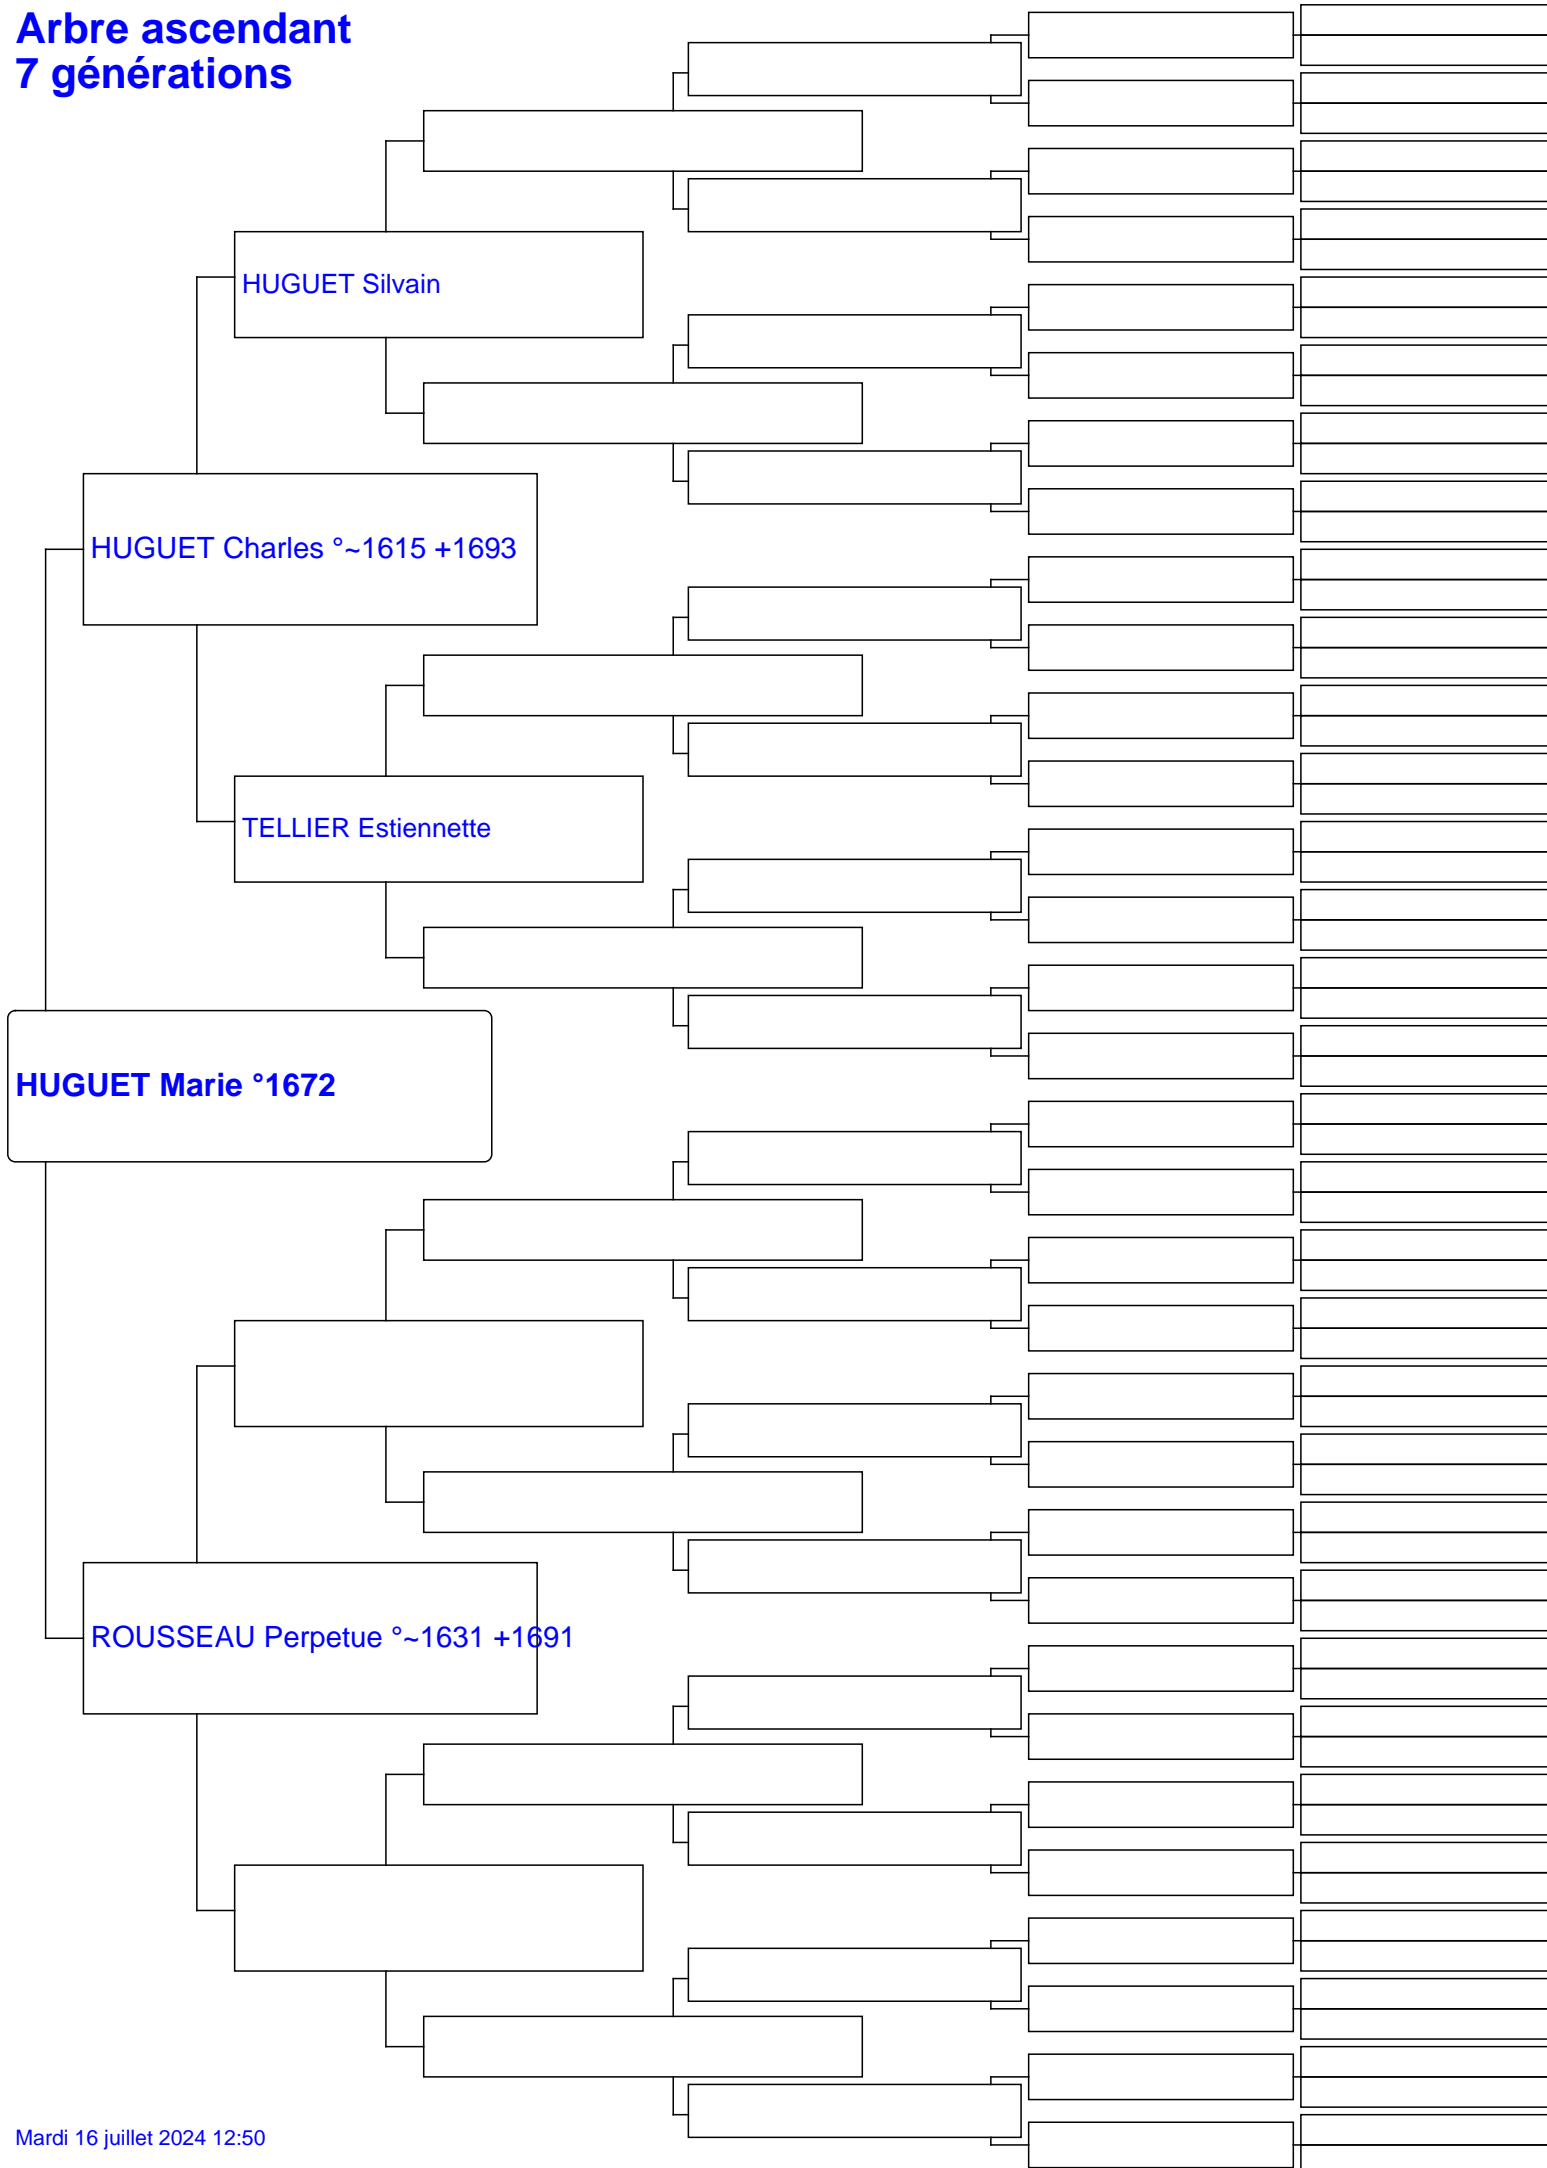 Arbre ascendant
7 générations
HUGUET Silvain
HUGUET Charles °~1615 +1693
TELLIER Estiennette
HUGUET Marie °1672
ROUSSEAU Perpetue °~1631 +1691
Mardi 16 juillet 2024 12:50